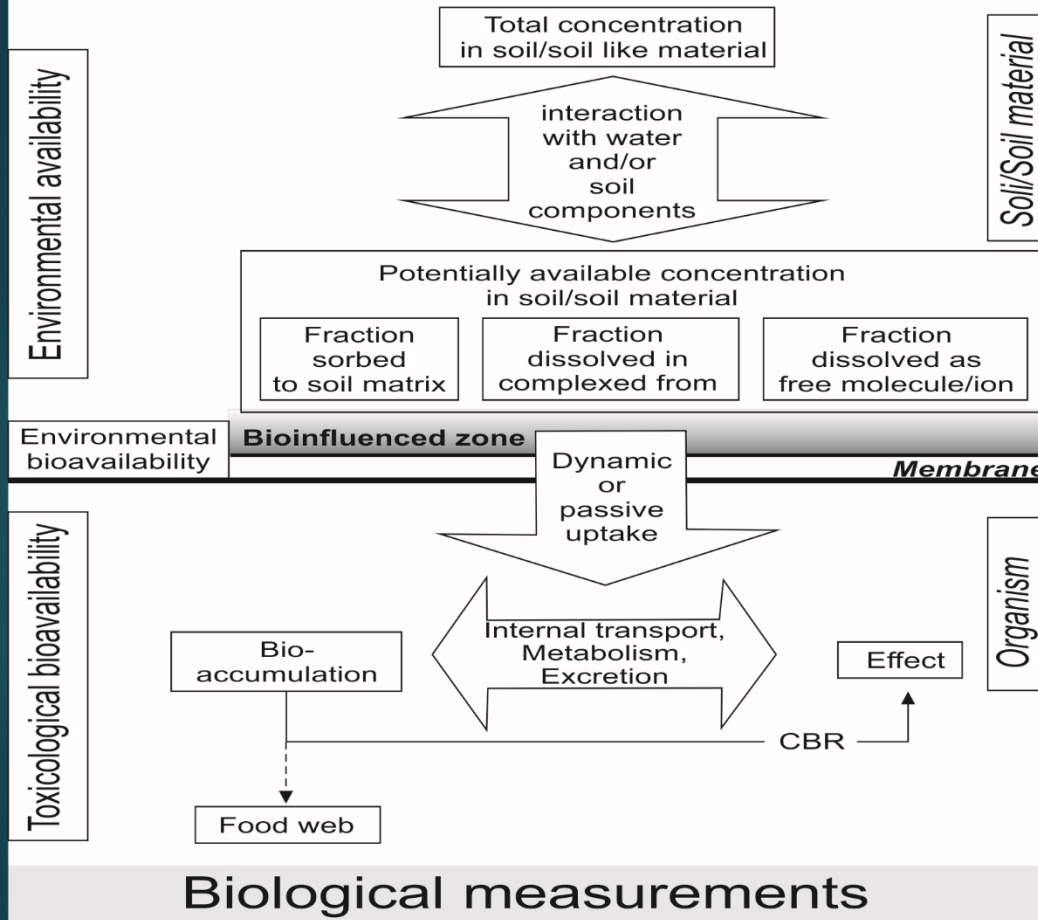 Total concentration
in soil/soil like material
Environmental availability
Soli/Soil material
interaction
with water
and/or
soil
components
Potentially available concentration
in soil/soil material
Fraction
sorbed
to soil matrix
Fraction
dissolved in
complexed from
Fraction
dissolved as
free molecule/ion
Environmental
bioavailability
Bioinfluenced zone
Membrane
Dynamic
or
passive
uptake
Toxicological bioavailability
Organism
Bio-
accumulation
Internal transport,
Metabolism,
Excretion
Effect
CBR
Food web
Biological measurements